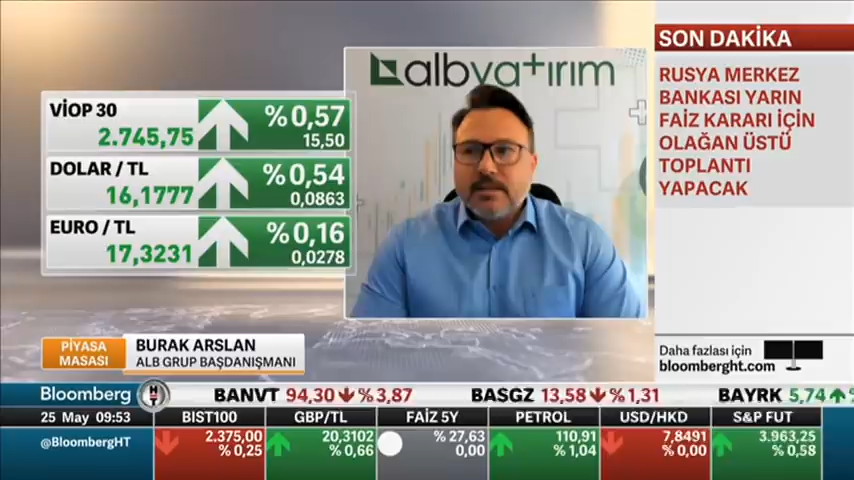 albyatırım
SON DAKİKA
RUSYA MERKEZ
BANKASI YARIN
FAİZ KARARI İÇİN
OLAĞAN ÜSTÜ
TOPLANTI
YAPACAK
VİOP 30
2.745,75
%0,57
15,50
DOLAR / TL
16,1777
%0,54
0,0863
EURO / TL
17,3231
%0,16
0,0278
PİYASA
MASASI
BURAK ARSLAN
ALB GRUP BAŞDANIŞMANI
Daha fazlası için
bloomberght.com
Bloomberg HT
BANVT 94,30 %3,87 BASGZ 13,58 %1,31 BAYRK 5,74 %
25 May 09:53
@BloombergHT
BIST100
2.375,00
%0,25
GBP/TL
20,3102
%0,66
FAİZ 5Y
%27,63
0,00
PETROL
110,91
%1,04
USD/HKD
7,8491
%0,00
S&P FUT
3.963,25
%0,58